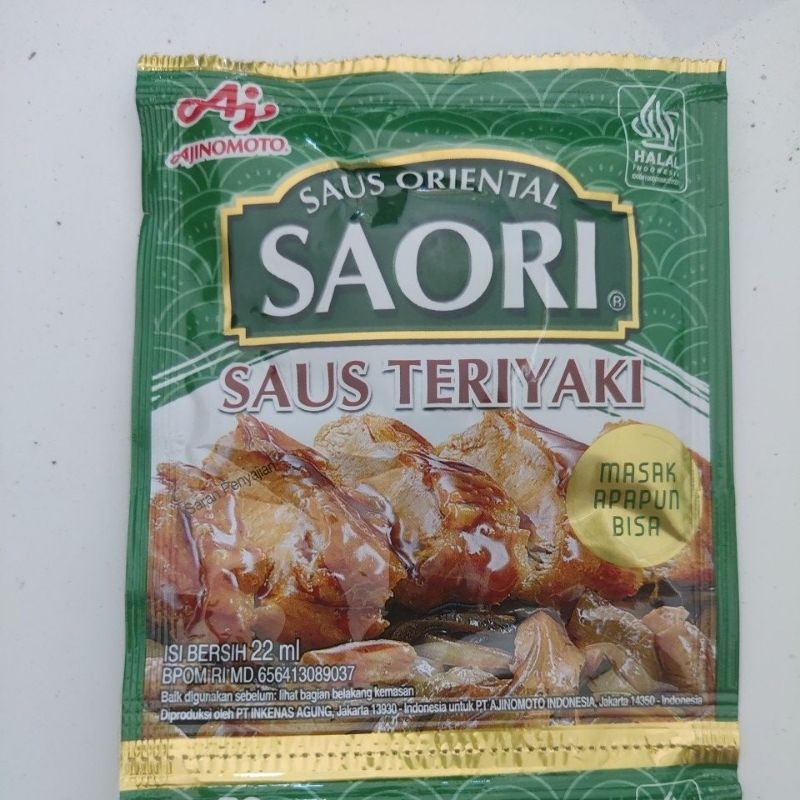 Aj
AJINOMOTO®
HALAL
INDONESIA
SAUS ORIENTAL
SAORI®
SAUS TERIYAKI
Saran Penyajian
MASAK
APAPUN
BISA
ISI BERSIH 22 ml
BPOM RI MD 656413089037
Baik digunakan sebelum: lihat bagian belakang kemasan
Diproduksi oleh PT INKENAS AGUNG, Jakarta 13930 - Indonesia untuk PT AJINOMOTO INDONESIA, Jakarta 14350 - Indonesia